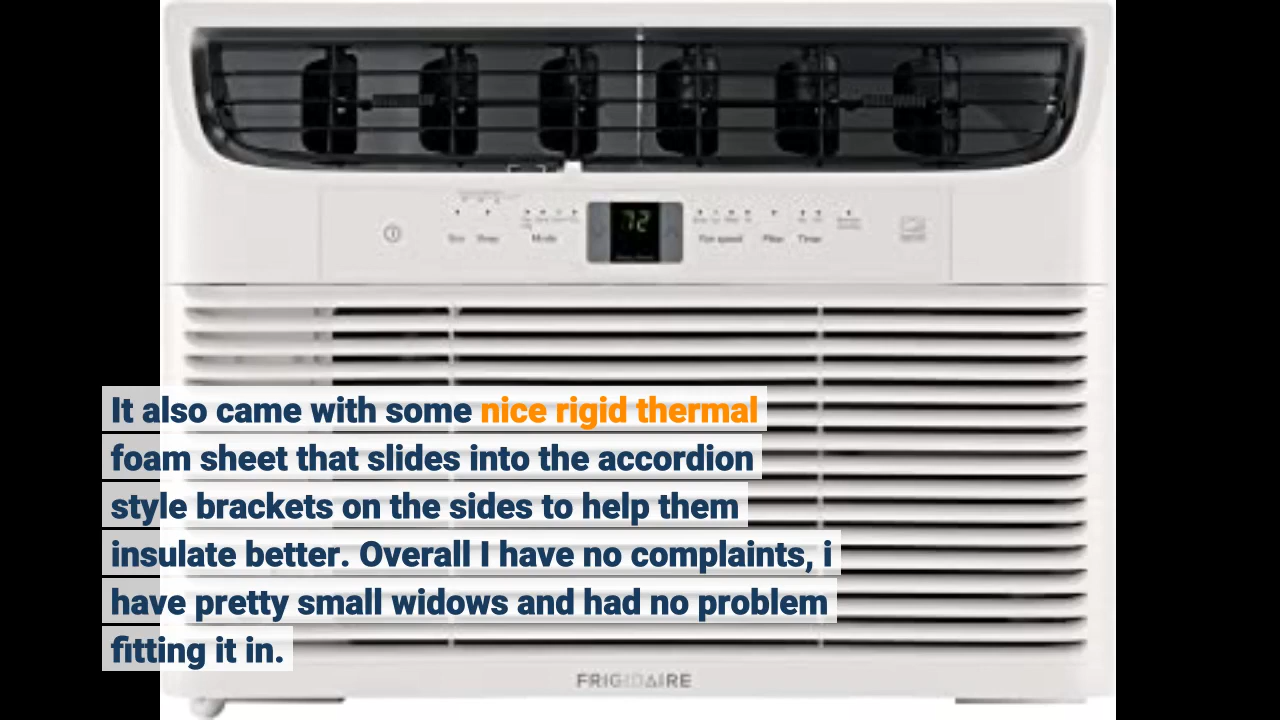 72
Mode
Fan speed
Filter Timer
It also came with some nice rigid thermal
foam sheet that slides into the accordion
style brackets on the sides to help them
insulate better. Overall I have no complaints, i
have pretty small widows and had no problem
fitting it in.
FRIGIDAIRE